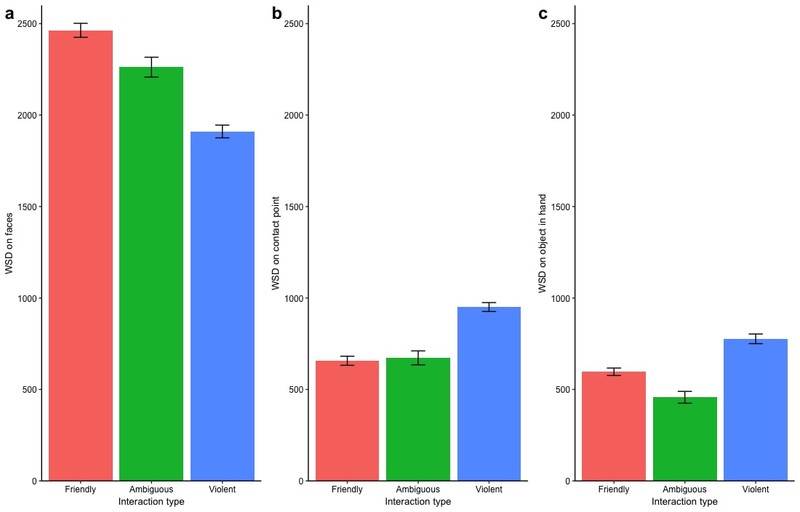 a
WSD on faces
2500
2000
1500
1000
500
0
Friendly Ambiguous Violent
Interaction type
b
WSD on contact point
2500
2000
1500
1000
500
0
Friendly Ambiguous Violent
Interaction type
c
WSD on object in hand
2500
2000
1500
1000
500
0
Friendly Ambiguous Violent
Interaction type